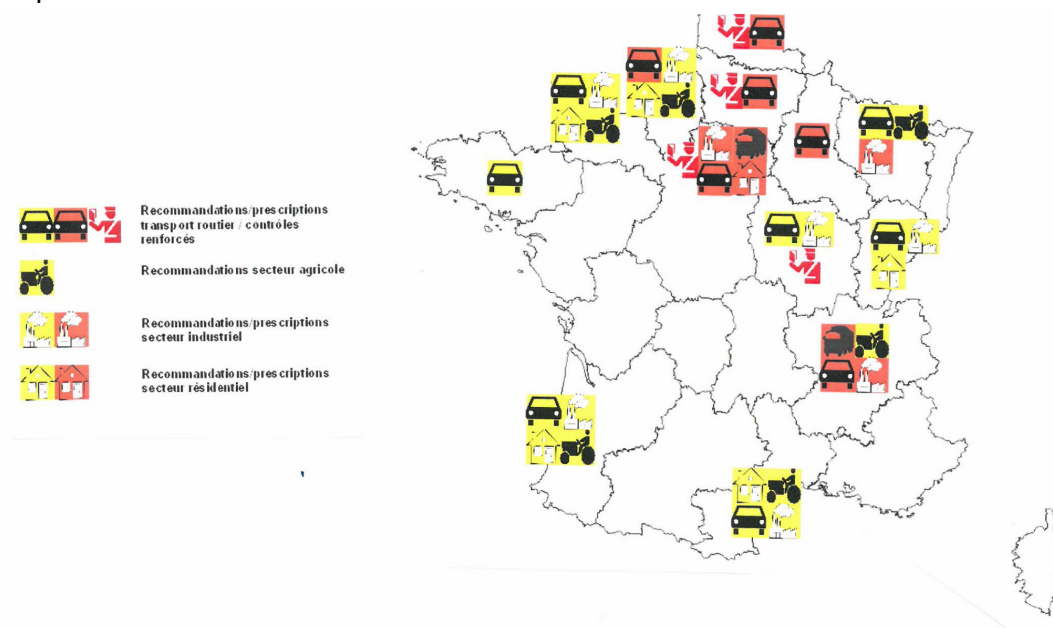 Recommandations/prescriptions
transport routier / contrôles
renforcés
Recommandations secteur agricole
Recommandations/prescriptions
secteur industriel
Recommandations/prescriptions
secteur résidentiel